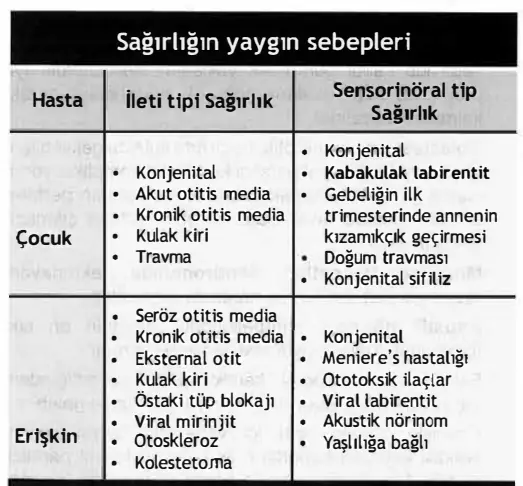 Sağırlığın yaygın sebepleri
Hasta
İleti tipi Sağırlık
Sensorinöral tip
Sağırlık
Çocuk
• Konjenital
• Akut otitis media
• Kronik otitis media
• Kulak kiri
• Travma
• Konjenital
• Kabakulak labirentit
• Gebeliğin ilk
trimesterinde annenin
kızamıkçık geçirmesi
• Doğum travması
• Konjenital sifiliz
Erişkin
• Seröz otitis media
• Kronik otitis media
• Eksternal otit
• Kulak kiri
• Östaki tüp blokajı
• Viral mirinjit
• Otoskleroz
• Kolestetoma
• Konjenital
• Meniere's hastalığı
• Ototoksik ilaçlar
• Viral labirentit
• Akustik nörinom
• Yaşlılığa bağlı